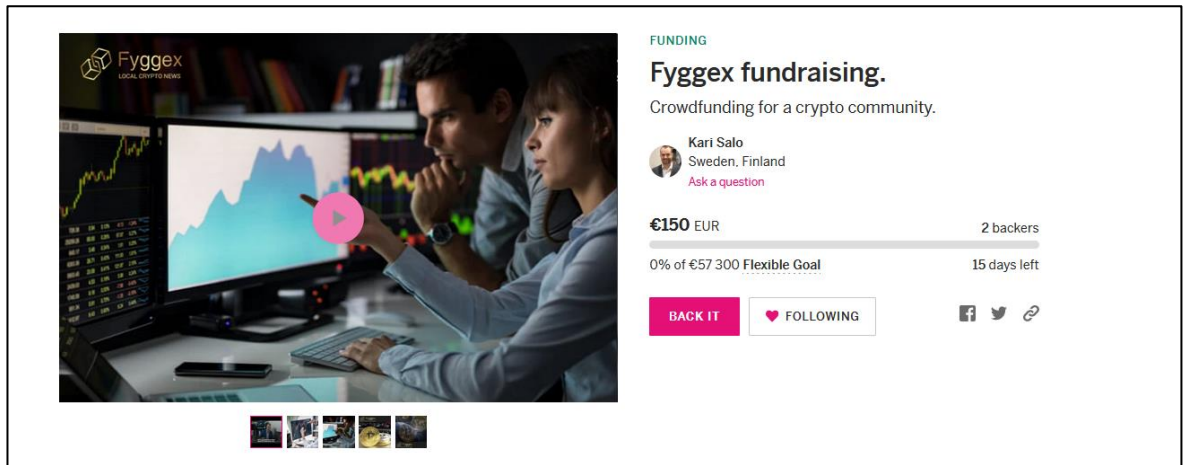 Fyggex
LOCAL CRYPTO NEWS
FUNDING
Fyggex fundraising.
Crowdfunding for a crypto community.
Kari Salo
Sweden, Finland
Ask a question
€150 EUR
2 backers
0% of €57 300 Flexible Goal
15 days left
BACK IT
FOLLOWING